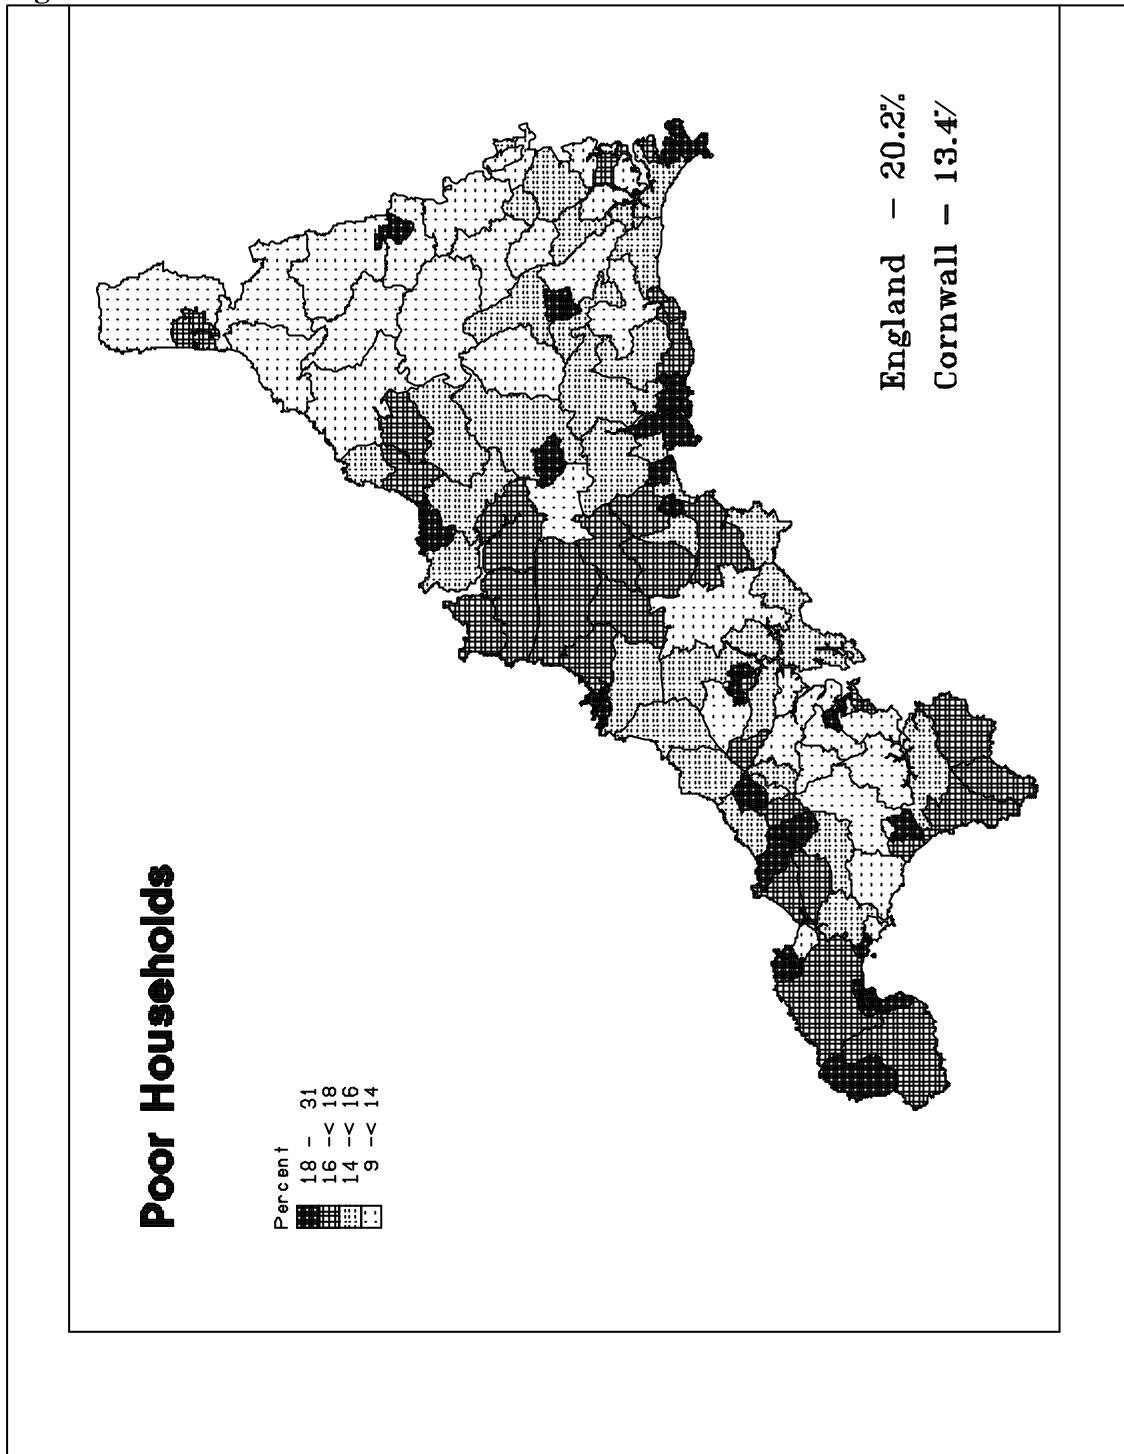 Poor Households
Percent
18 - 31
16 -< 18
14 -< 16
9 -< 14
England - 20.2%
Cornwall - 13.4%